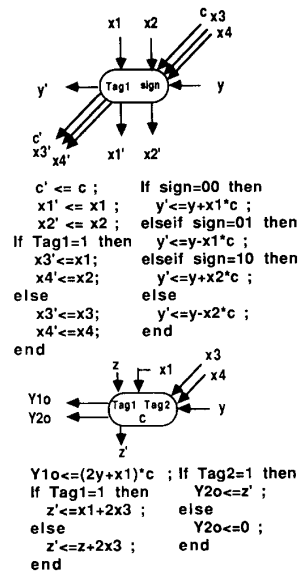 x1 x2 c x3 x4
y' Tag1 sign y
c' x3' x4' x1' x2'
c' <= c ; If sign=00 then
x1' <= x1 ; y'<=y+x1*c ;
x2' <= x2 ; elseif sign=01 then
If Tag1=1 then y'<=y-x1*c ;
x3'<=x1; elseif sign=10 then
x4'<=x2; y'<=y+x2*c ;
else else
x3'<=x3; y'<=y-x2*c ;
x4'<=x4; end
end
z x1 x3 x4
Y1o Tag1 Tag2 y
Y2o C
z'
Y1o<=(2y+x1)*c ; If Tag2=1 then
If Tag1=1 then Y2o<=z' ;
z'<=x1+2x3 ; else
else Y2o<=0 ;
z'<=z+2x3 ; end
end